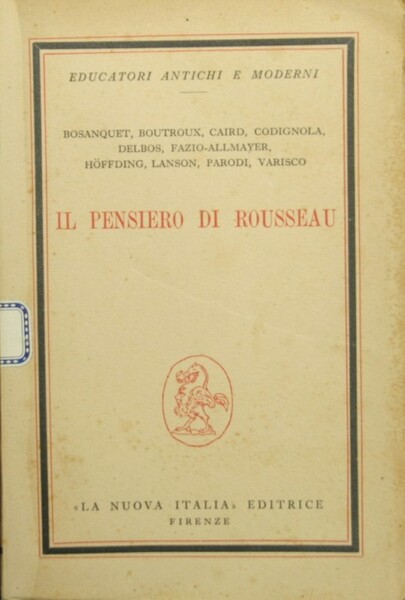 EDUCATORI ANTICHI E MODERNI
BOSANQUET, BOUTROUX, CAIRD, CODIGNOLA,
DELBOS, FAZIO-ALLMAYER,
HÖFFDING, LANSON, PARODI, VARISCO
IL PENSIERO DI ROUSSEAU
«LA NUOVA ITALIA» EDITRICE
FIRENZE